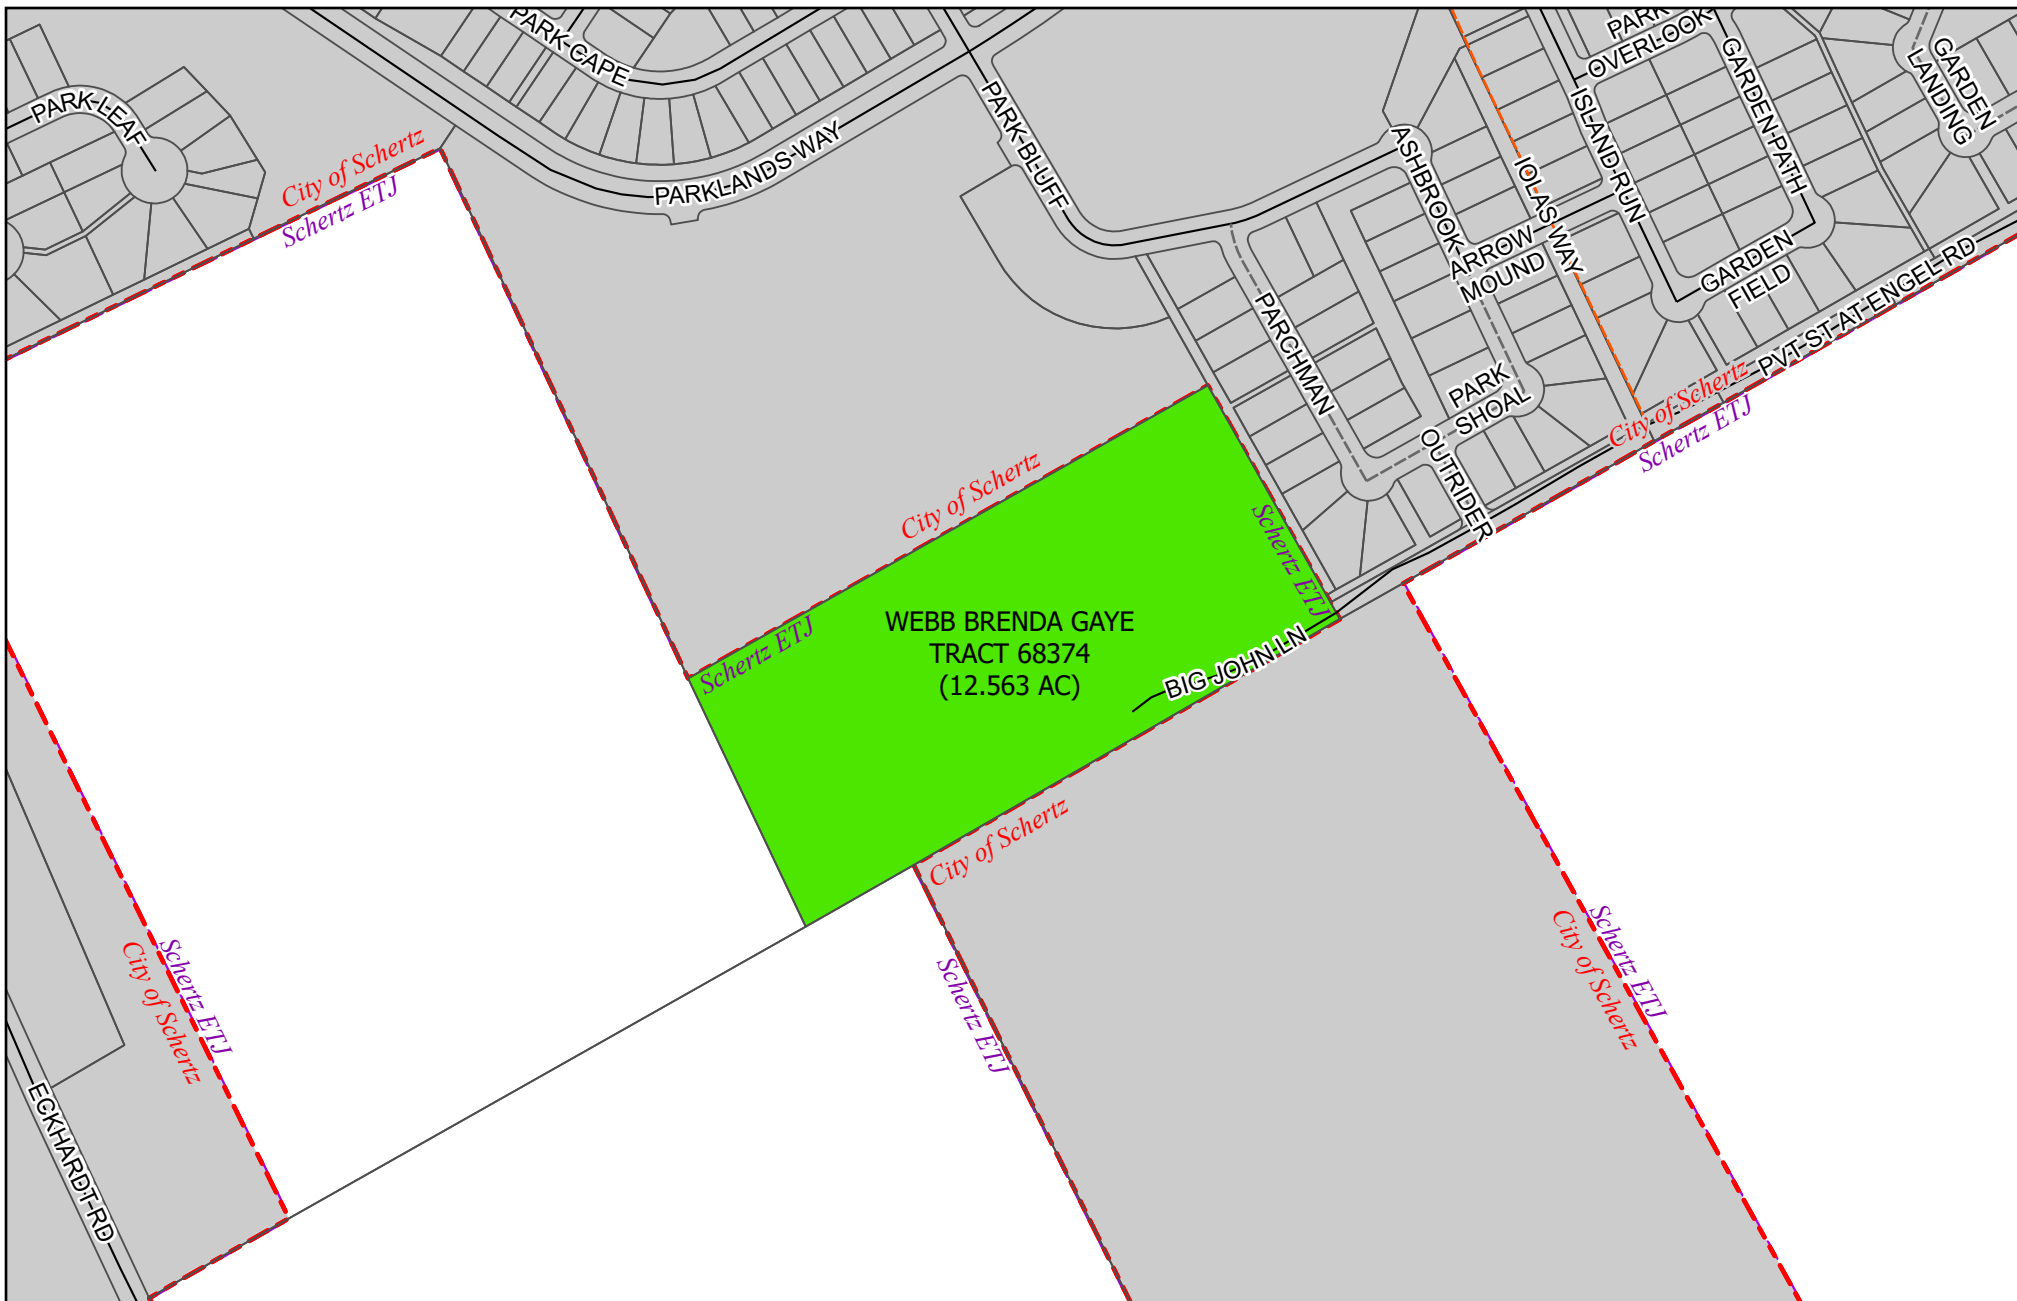 PARK CAPE
PARK
OVERLOOK
GARDEN PATH
GARDEN
LANDING
PARK LEAF
PARK BLUFF
ISLAND RUN
PARKLANDS WAY
ASHBROOK
IOLAS WAY
City of Schertz
Schertz ETJ
ARROW
MOUND
GARDEN
FIELD
PVT ST AT ENGEL RD
PARCHMAN
PARK
SHOAL
City of Schertz
Schertz ETJ
OUTRIDER
City of Schertz
Schertz ETJ
WEBB BRENDA GAYE
TRACT 68374
(12.563 AC)
Schertz ETJ
BIG JOHN LN
City of Schertz
Schertz ETJ
Schertz ETJ
City of Schertz
Schertz ETJ
City of Schertz
ECKHARDT RD